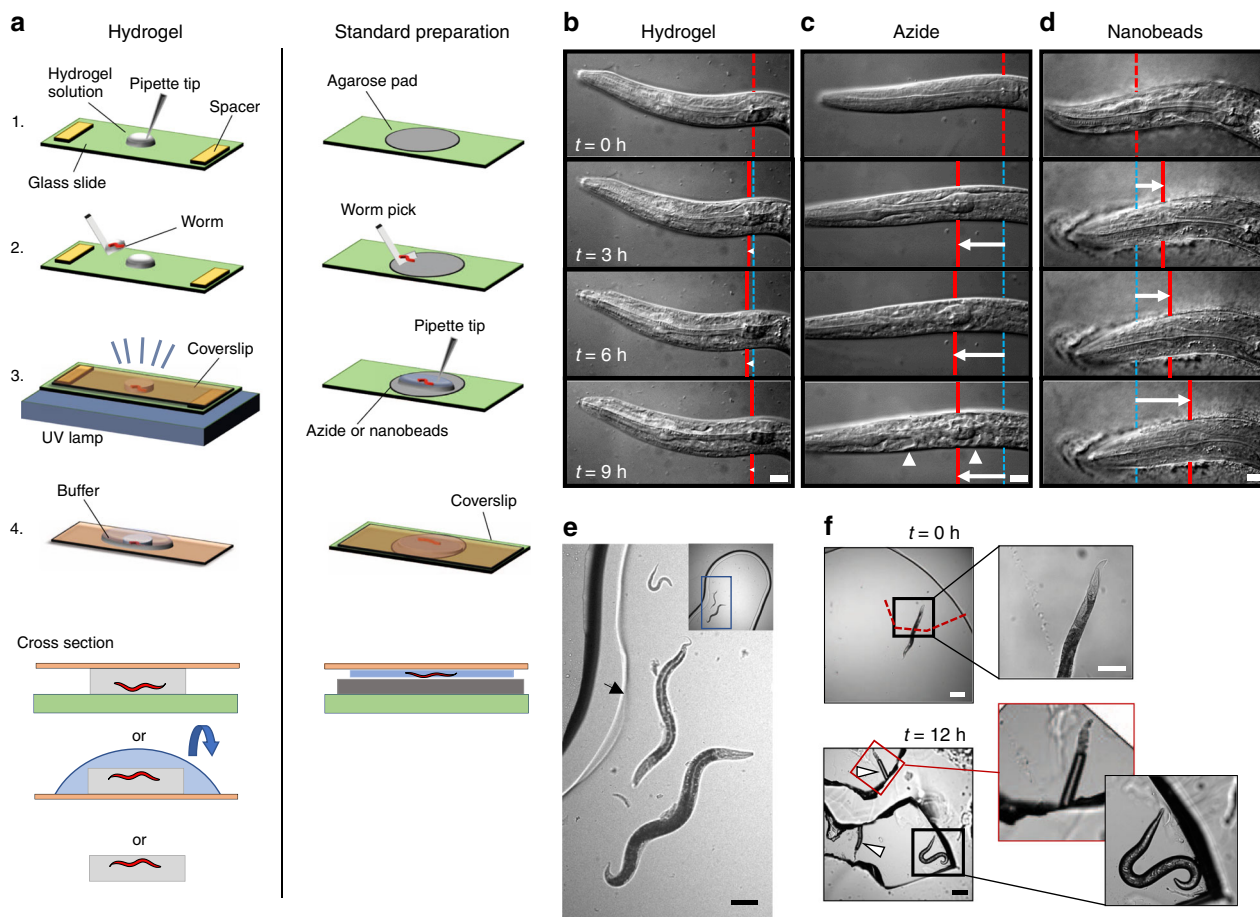 a
Hydrogel
Standard preparation
1.
Hydrogel
solution
Pipette tip
Spacer
Glass slide
Agarose pad
2.
Worm
Worm pick
3.
Coverslip
UV lamp
Pipette tip
Azide or nanobeads
4.
Buffer
Coverslip
Cross section
or
or
b
Hydrogel
t = 0 h
t = 3 h
t = 6 h
t = 9 h
c
Azide
d
Nanobeads
e
f
t = 0 h
t = 12 h